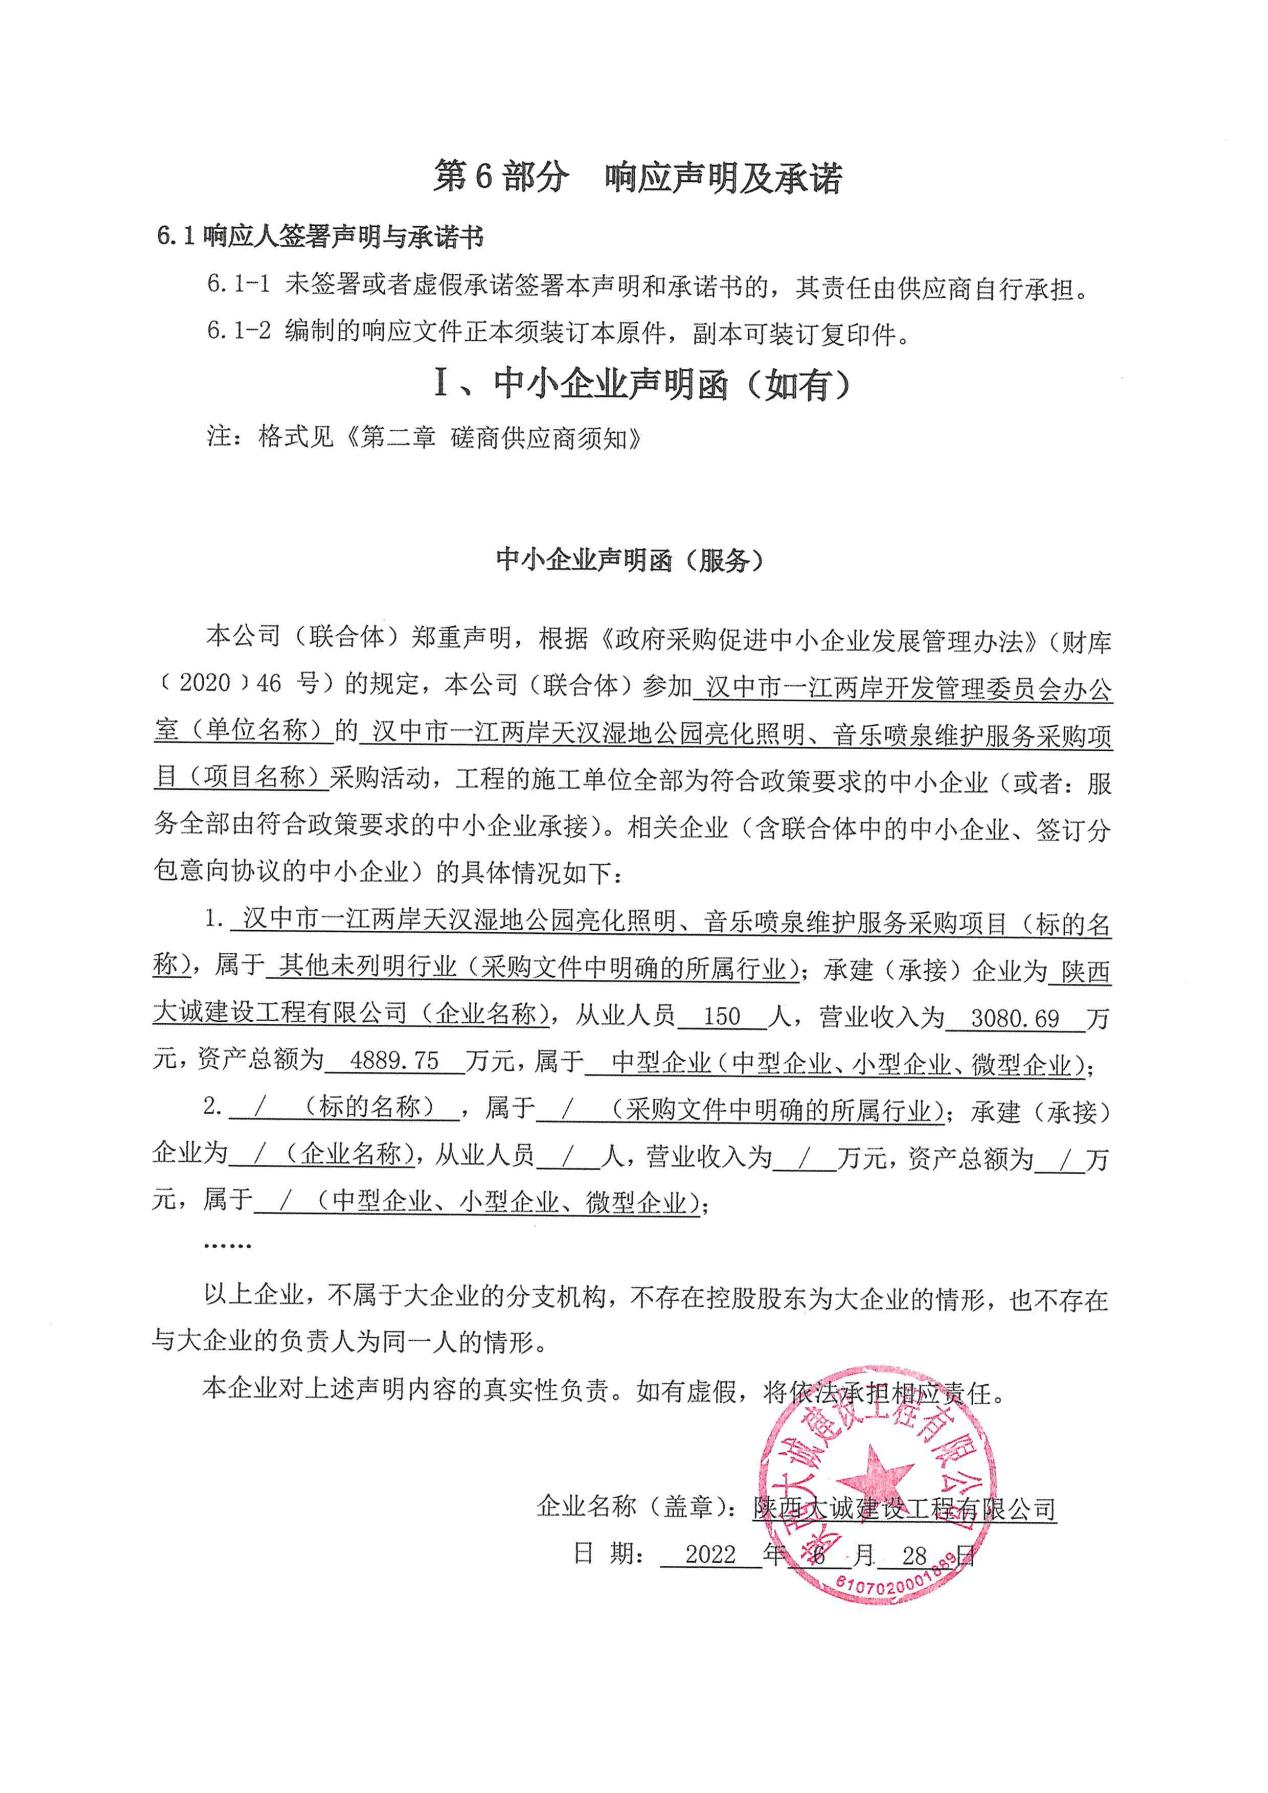 第6部分 响应声明及承诺
6.1响应人签署声明与承诺书
6.1-1 未签署或者虚假承诺签署本声明和承诺书的，其责任由供应商自行承担。
6.1-2 编制的响应文件正本须装订本原件，副本可装订复印件。
I、中小企业声明函（如有）
注：格式见《第二章 磋商供应商须知》
中小企业声明函（服务）
本公司（联合体）郑重声明，根据《政府采购促进中小企业发展管理办法》（财库
﹝2020﹞46 号）的规定，本公司（联合体）参加 汉中市一江两岸开发管理委员会办公
室（单位名称）的 汉中市一江两岸天汉湿地公园亮化照明、音乐喷泉维护服务采购项
目（项目名称）采购活动，工程的施工单位全部为符合政策要求的中小企业（或者：服
务全部由符合政策要求的中小企业承接）。相关企业（含联合体中的中小企业、签订分
包意向协议的中小企业）的具体情况如下：
1. 汉中市一江两岸天汉湿地公园亮化照明、音乐喷泉维护服务采购项目（标的名
称），属于 其他未列明行业（采购文件中明确的所属行业）；承建（承接）企业为 陕西
大诚建设工程有限公司（企业名称），从业人员 150 人，营业收入为 3080.69 万
元，资产总额为 4889.75 万元，属于 中型企业（中型企业、小型企业、微型企业）；
2. / （标的名称） ，属于 / （采购文件中明确的所属行业）；承建（承接）
企业为 / （企业名称），从业人员 / 人，营业收入为 / 万元，资产总额为 / 万
元，属于 / （中型企业、小型企业、微型企业）；
……
以上企业，不属于大企业的分支机构，不存在控股股东为大企业的情形，也不存在
与大企业的负责人为同一人的情形。
本企业对上述声明内容的真实性负责。如有虚假，将依法承担相应责任。
企业名称（盖章）：陕西大诚建设工程有限公司
日 期： 2022 年 6 月 28 日
陕西大诚建设工程有限公司
6107020001889